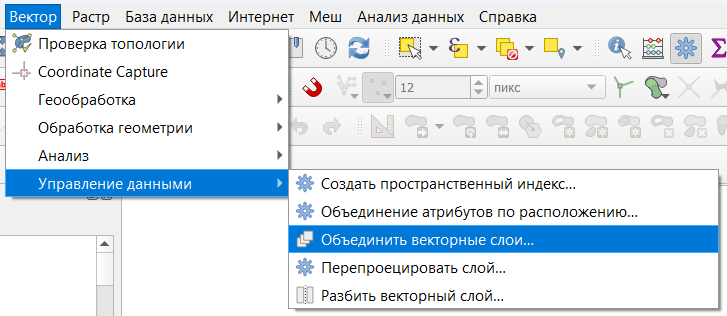 Вектор Растр База данных Интернет Меш Анализ данных Справка
Проверка топологии
Coordinate Capture
Геообработка
12 пикс
Обработка геометрии
Анализ
Управление данными
Создать пространственный индекс...
Объединение атрибутов по расположению...
Объединить векторные слои...
Перепроецировать слой...
Разбить векторный слой...